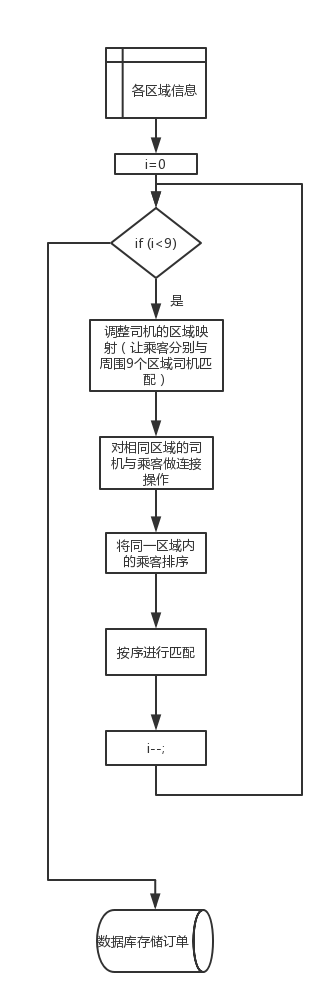 各区域信息
i=0
if (i<9)
是
调整司机的区域映
射（让乘客分别与
周围9个区域司机匹
配）
对相同区域的司
机与乘客做连接
操作
将同一区域内
的乘客排序
按序进行匹配
i--;
数据库存储订单